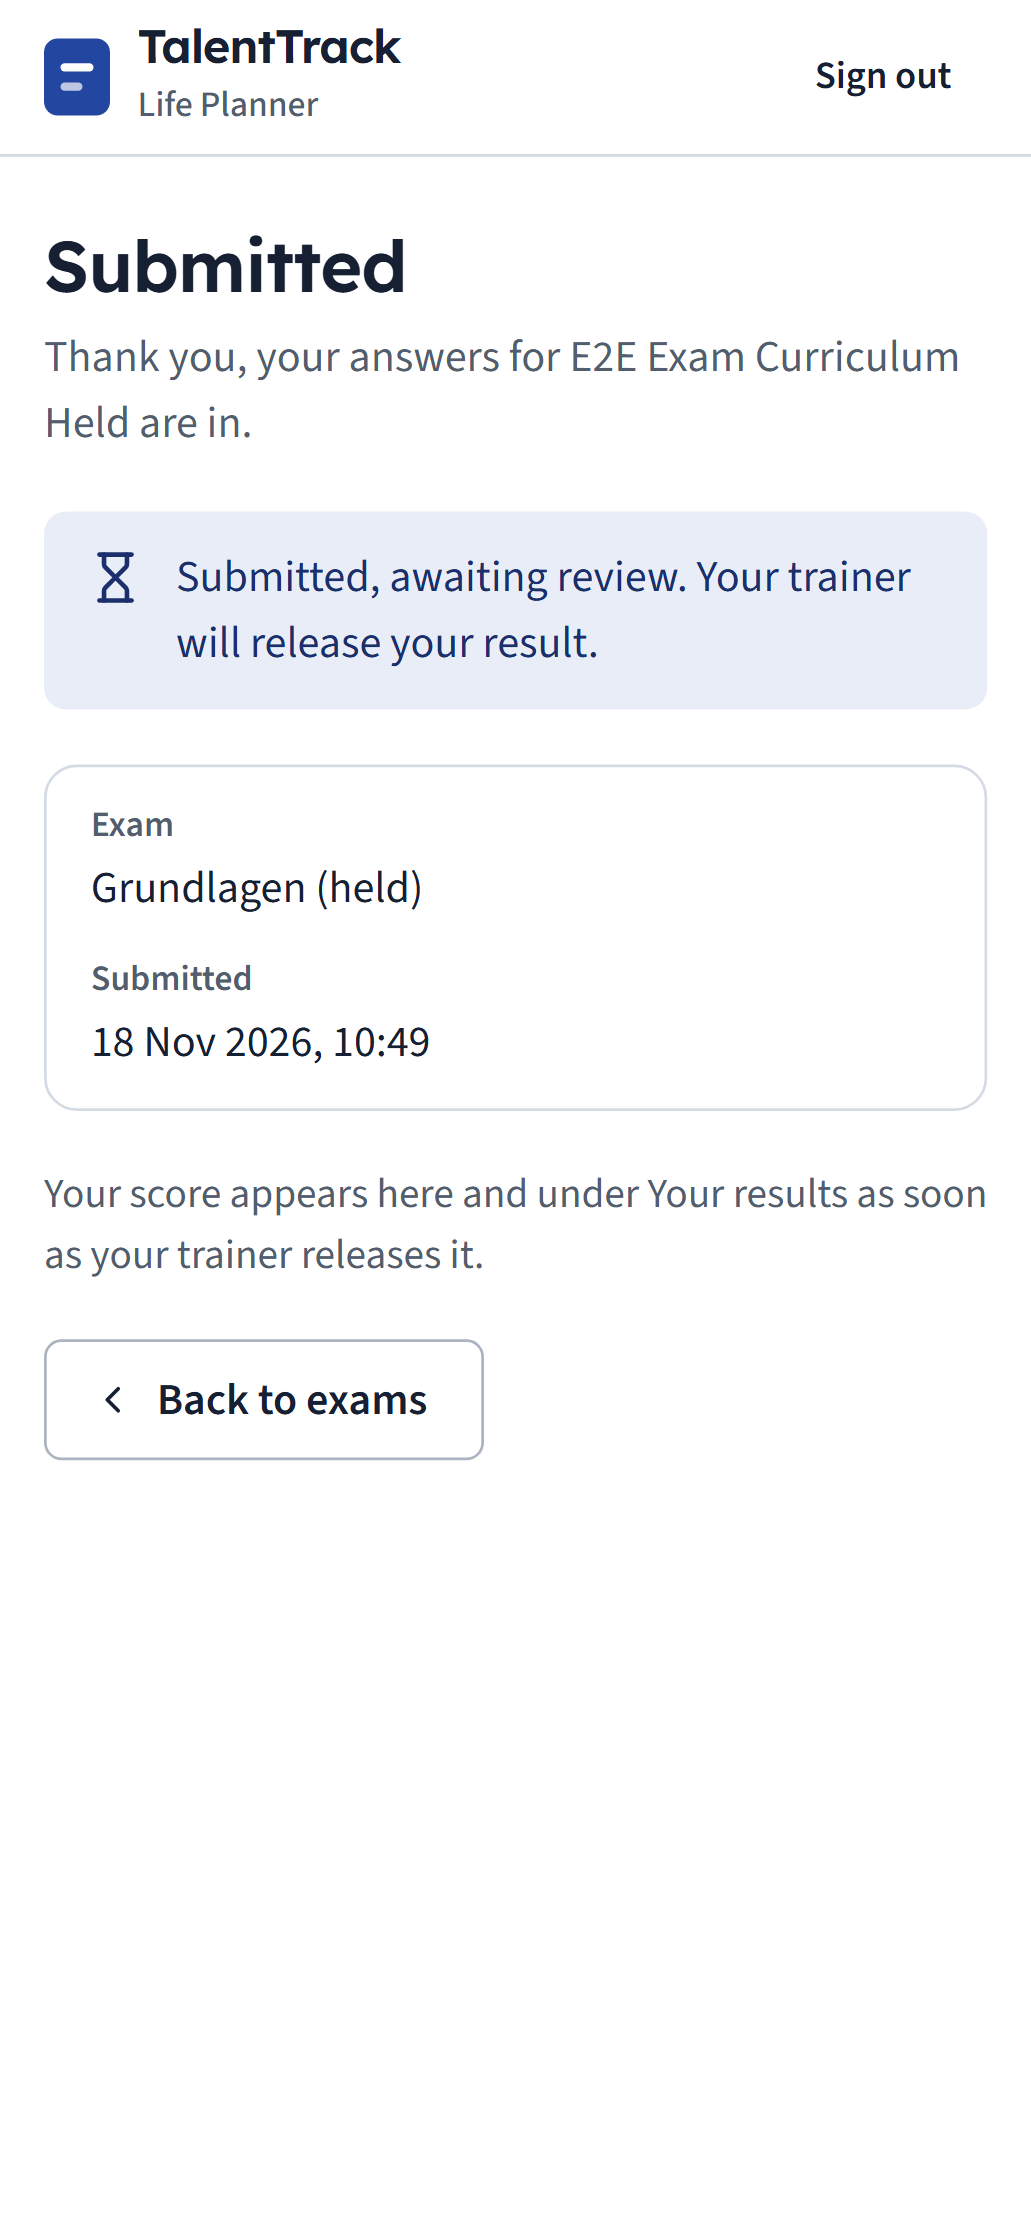 TalentTrack
Life Planner
Sign out
Submitted
Thank you, your answers for E2E Exam Curriculum
Held are in.
Submitted, awaiting review. Your trainer
will release your result.
Exam
Grundlagen (held)
Submitted
18 Nov 2026, 10:49
Your score appears here and under Your results as soon
as your trainer releases it.
Back to exams